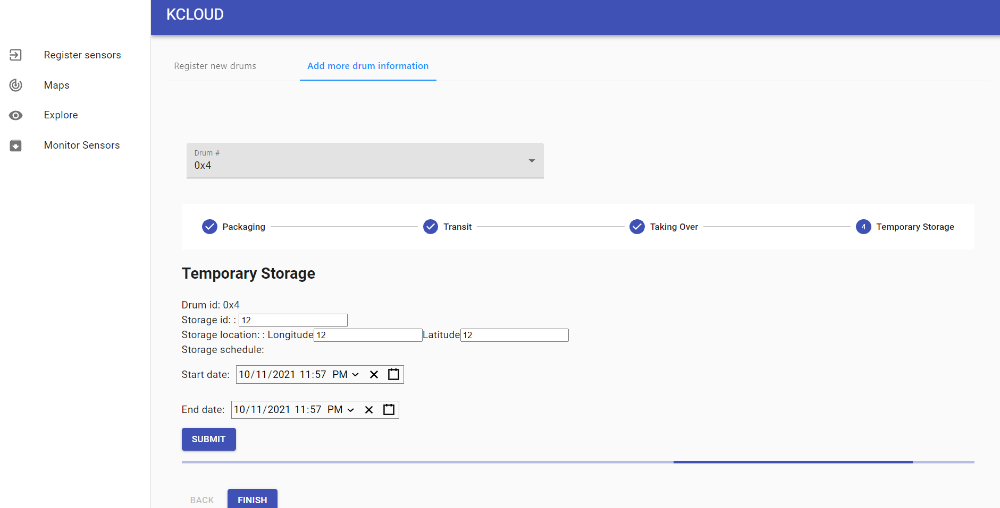 KCLOUD
Register sensors
Maps
Explore
Monitor Sensors
Register new drums
Add more drum information
Drum #
0x4
Packaging
Transit
Taking Over
4 Temporary Storage
Temporary Storage
Drum id: 0x4
Storage id: : 12
Storage location: : Longitude 12 Latitude 12
Storage schedule:
Start date: 10/11/2021 11:57 PM
End date: 10/11/2021 11:57 PM
SUBMIT
BACK FINISH